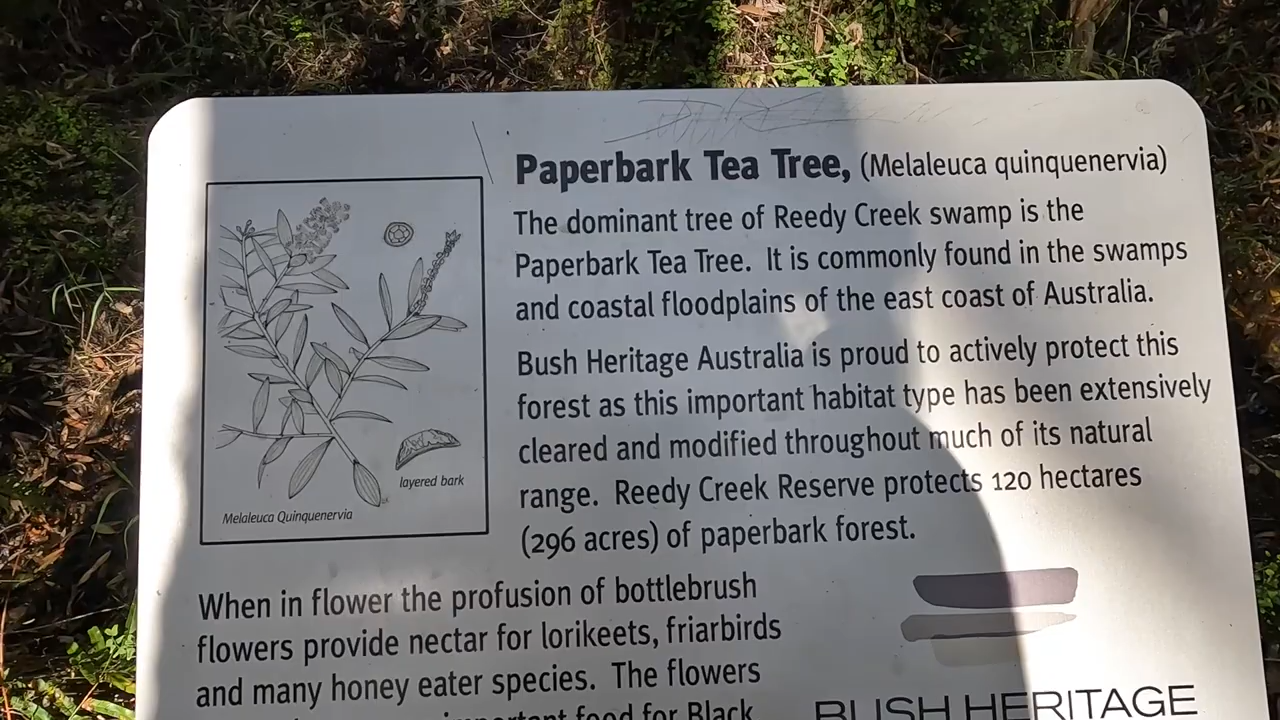 Paperbark Tea Tree, (Melaleuca quinquenervia)
The dominant tree of Reedy Creek swamp is the
Paperbark Tea Tree. It is commonly found in the swamps
and coastal floodplains of the east coast of Australia.
Bush Heritage Australia is proud to actively protect this
forest as this important habitat type has been extensively
cleared and modified throughout much of its natural
range. Reedy Creek Reserve protects 120 hectares
(296 acres) of paperbark forest.
layered bark
Melaleuca Quinquenervia
When in flower the profusion of bottlebrush
flowers provide nectar for lorikeets, friarbirds
and many honey eater species. The flowers
important food for Black
BUSH HERITAGE